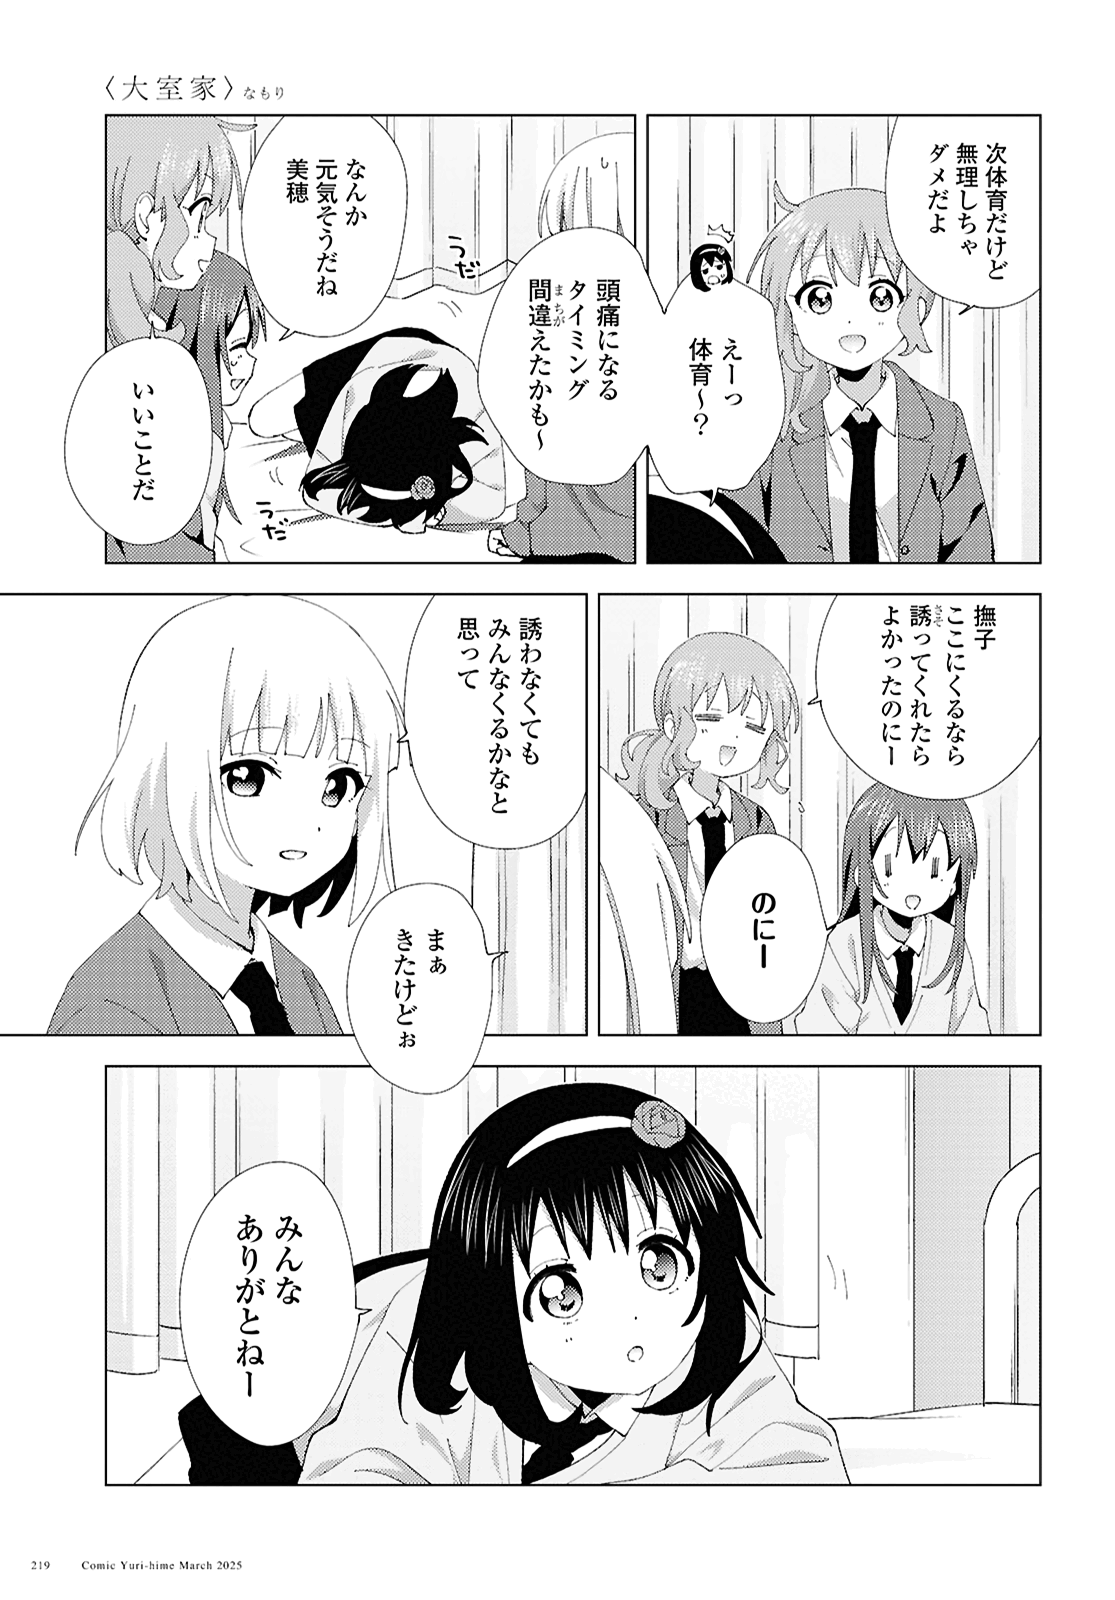 〈大室家〉なもり
次体育だけど
無理しちゃ
ダメだよ
えーっ
体育〜？
頭痛になる
タイミング
間違えたかも〜
まちが
うだ
うだ
なんか
元気そうだね
美穂
いいことだ
撫子
ここにくるなら
誘ってくれたら
さそ
よかったのにー
のにー
誘わなくても
みんなくるかなと
思って
まぁ
きたけどぉ
みんな
ありがとねー
219 Comic Yuri-hime March 2025